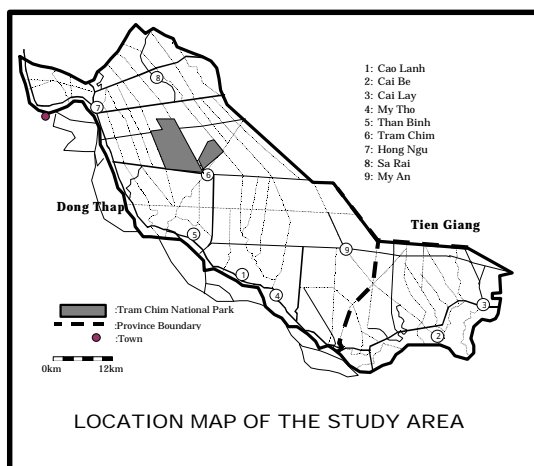 1: Cao Lanh
2: Cai Be
3: Cai Lay
4: My Tho
5: Than Binh
6: Tram Chim
7: Hong Ngu
8: Sa Rai
9: My An
8
7
6
Dong Thap
Tien Giang
5
9
1
4
3
2
:Tram Chim National Park
:Province Boundary
:Town
0km 12km
LOCATION MAP OF THE STUDY AREA